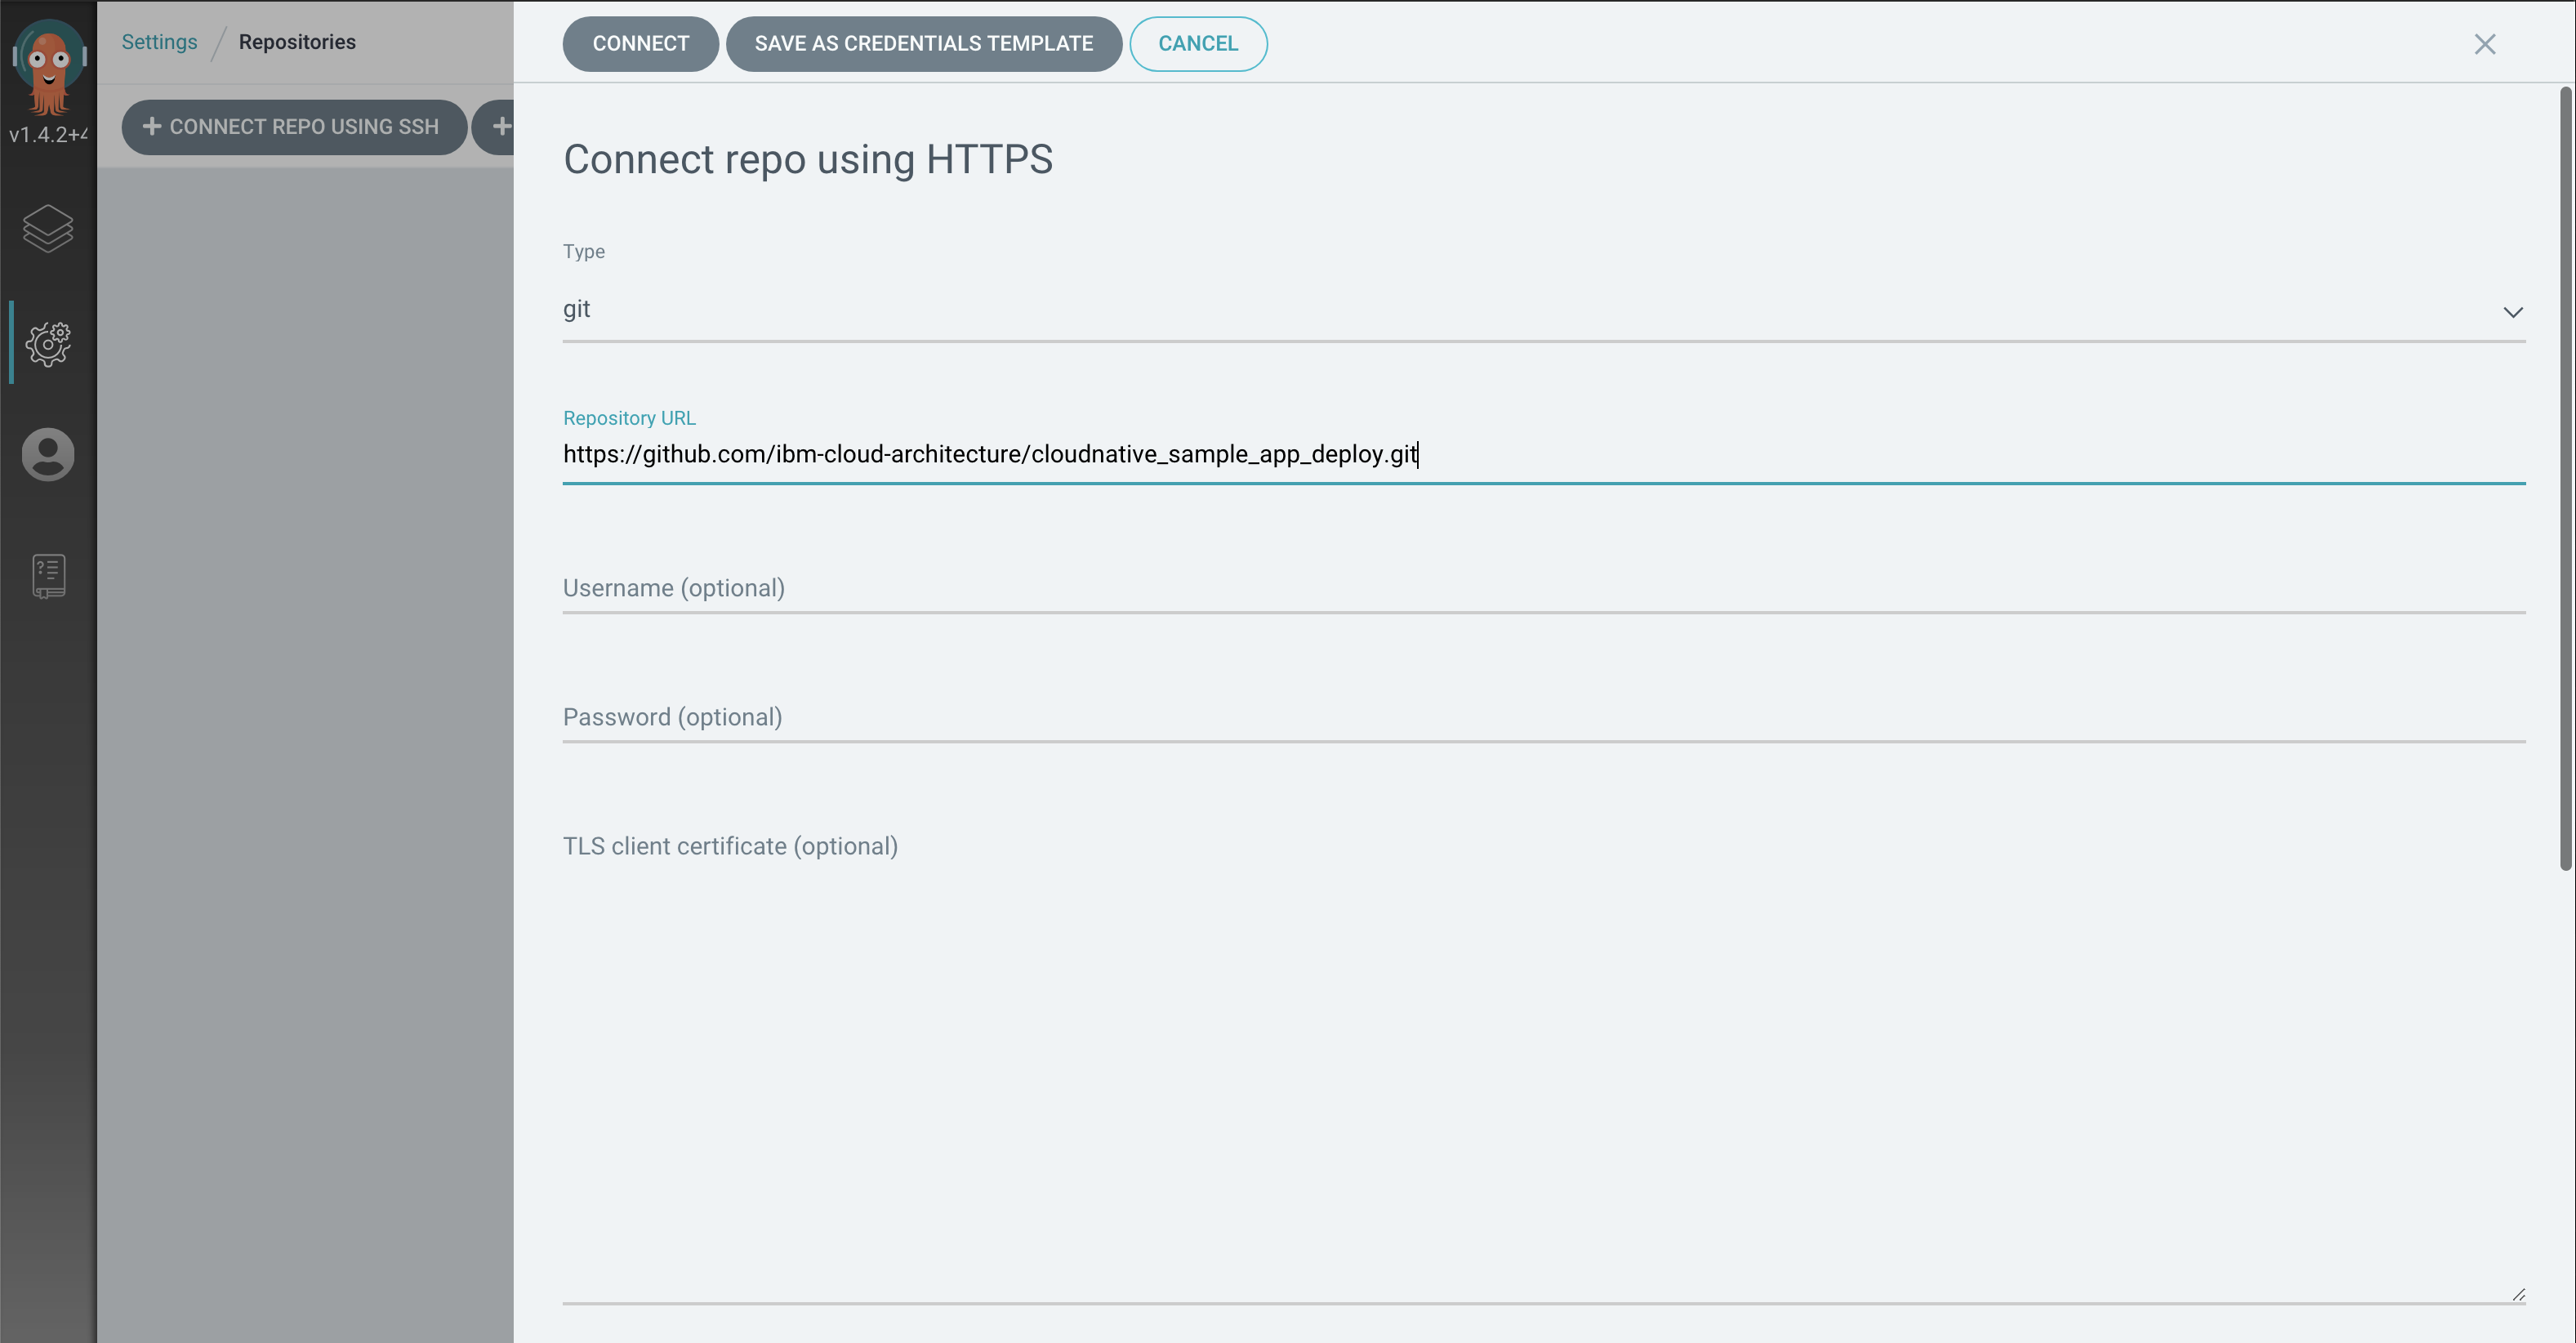 Settings / Repositories
CONNECT
SAVE AS CREDENTIALS TEMPLATE
CANCEL
v1.4.2+4
+ CONNECT REPO USING SSH
+
Connect repo using HTTPS
Type
git
Repository URL
https://github.com/ibm-cloud-architecture/cloudnative_sample_app_deploy.git
Username (optional)
Password (optional)
TLS client certificate (optional)